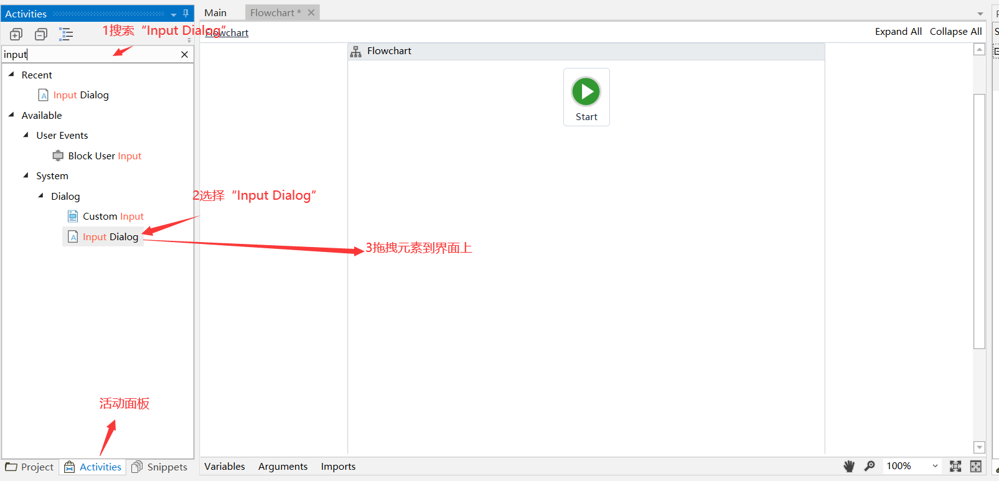 Activities
1搜索“Input Dialog”
input
Recent
Input Dialog
Available
User Events
Block User Input
System
Dialog
Custom Input
Input Dialog
活动面板
Project
Activities
Snippets
Main
Flowchart *
Flowchart
Expand All
Collapse All
Flowchart
Start
2选择“Input Dialog”
3拖拽元素到界面上
Variables
Arguments
Imports
100%